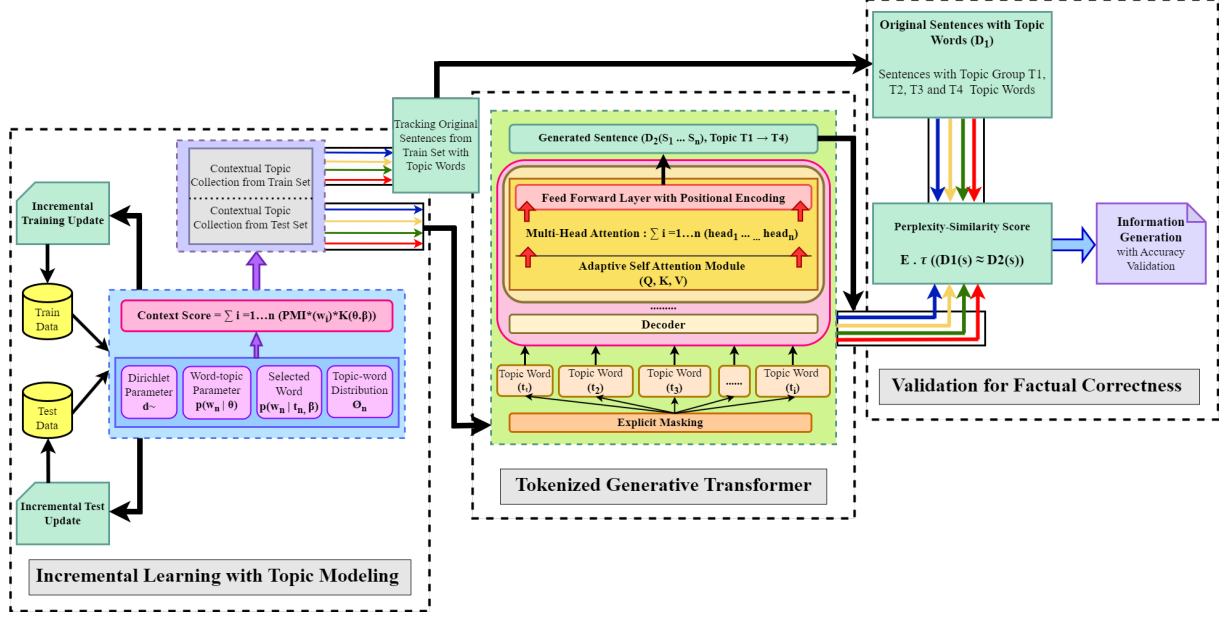 Incremental
Training Update
Train
Data
Test
Data
Incremental Test
Update
Contextual Topic
Collection from Train Set
Contextual Topic
Collection from Test Set
Context Score = ∑ i =1…n (PMI*(wᵢ)*K(θ.β))
Dirichlet
Parameter
d~
Word-topic
Parameter
p(wₙ | θ)
Selected
Word
p(wₙ | tₙ, β)
Topic-word
Distribution
Oₙ
Incremental Learning with Topic Modeling
Tracking Original
Sentences from
Train Set with
Topic Words
Generated Sentence (D₂(S₁ ... Sₙ), Topic T1 → T4)
Feed Forward Layer with Positional Encoding
Multi-Head Attention : ∑ i =1…n (head₁ ... ... headₙ)
Adaptive Self Attention Module
(Q, K, V)
.........
Decoder
Topic Word
Topic Word
(t₂)
Topic Word
(t₃)
......
Topic Word
(tᵢ)
Explicit Masking
Tokenized Generative Transformer
Original Sentences with Topic
Words (D₁)
Sentences with Topic Group T1,
T2, T3 and T4 Topic Words
Perplexity-Similarity Score
E . τ ((D1(s) ≈ D2(s))
Information
Generation
with Accuracy
Validation
Validation for Factual Correctness